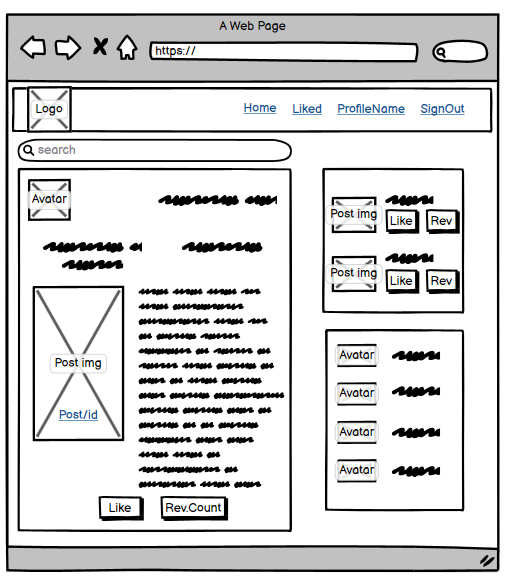 A Web Page
https://
Logo
Home Liked ProfileName SignOut
search
Avatar
Post img
Post/id
Like Rev.Count
Post img
Like Rev
Post img
Like Rev
Avatar
Avatar
Avatar
Avatar